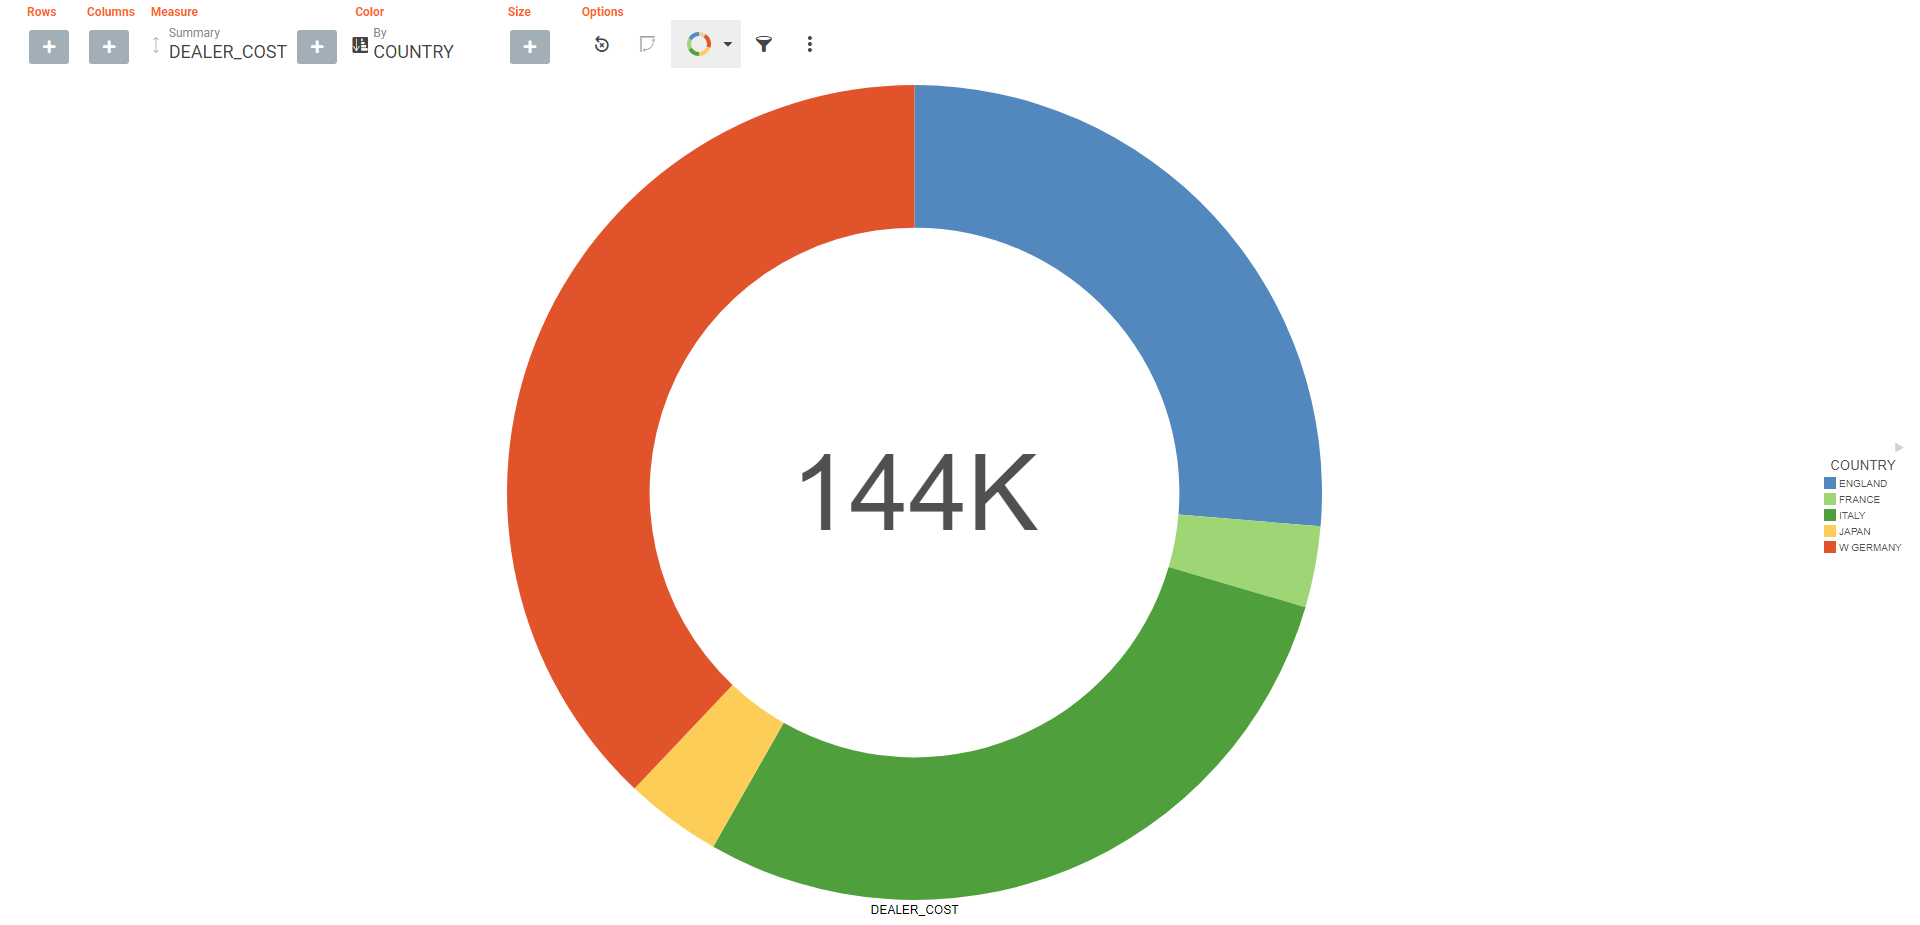 Rows Columns Measure Color Size Options
Summary By
DEALER_COST COUNTRY
144K
COUNTRY
ENGLAND
FRANCE
ITALY
JAPAN
W GERMANY
DEALER_COST